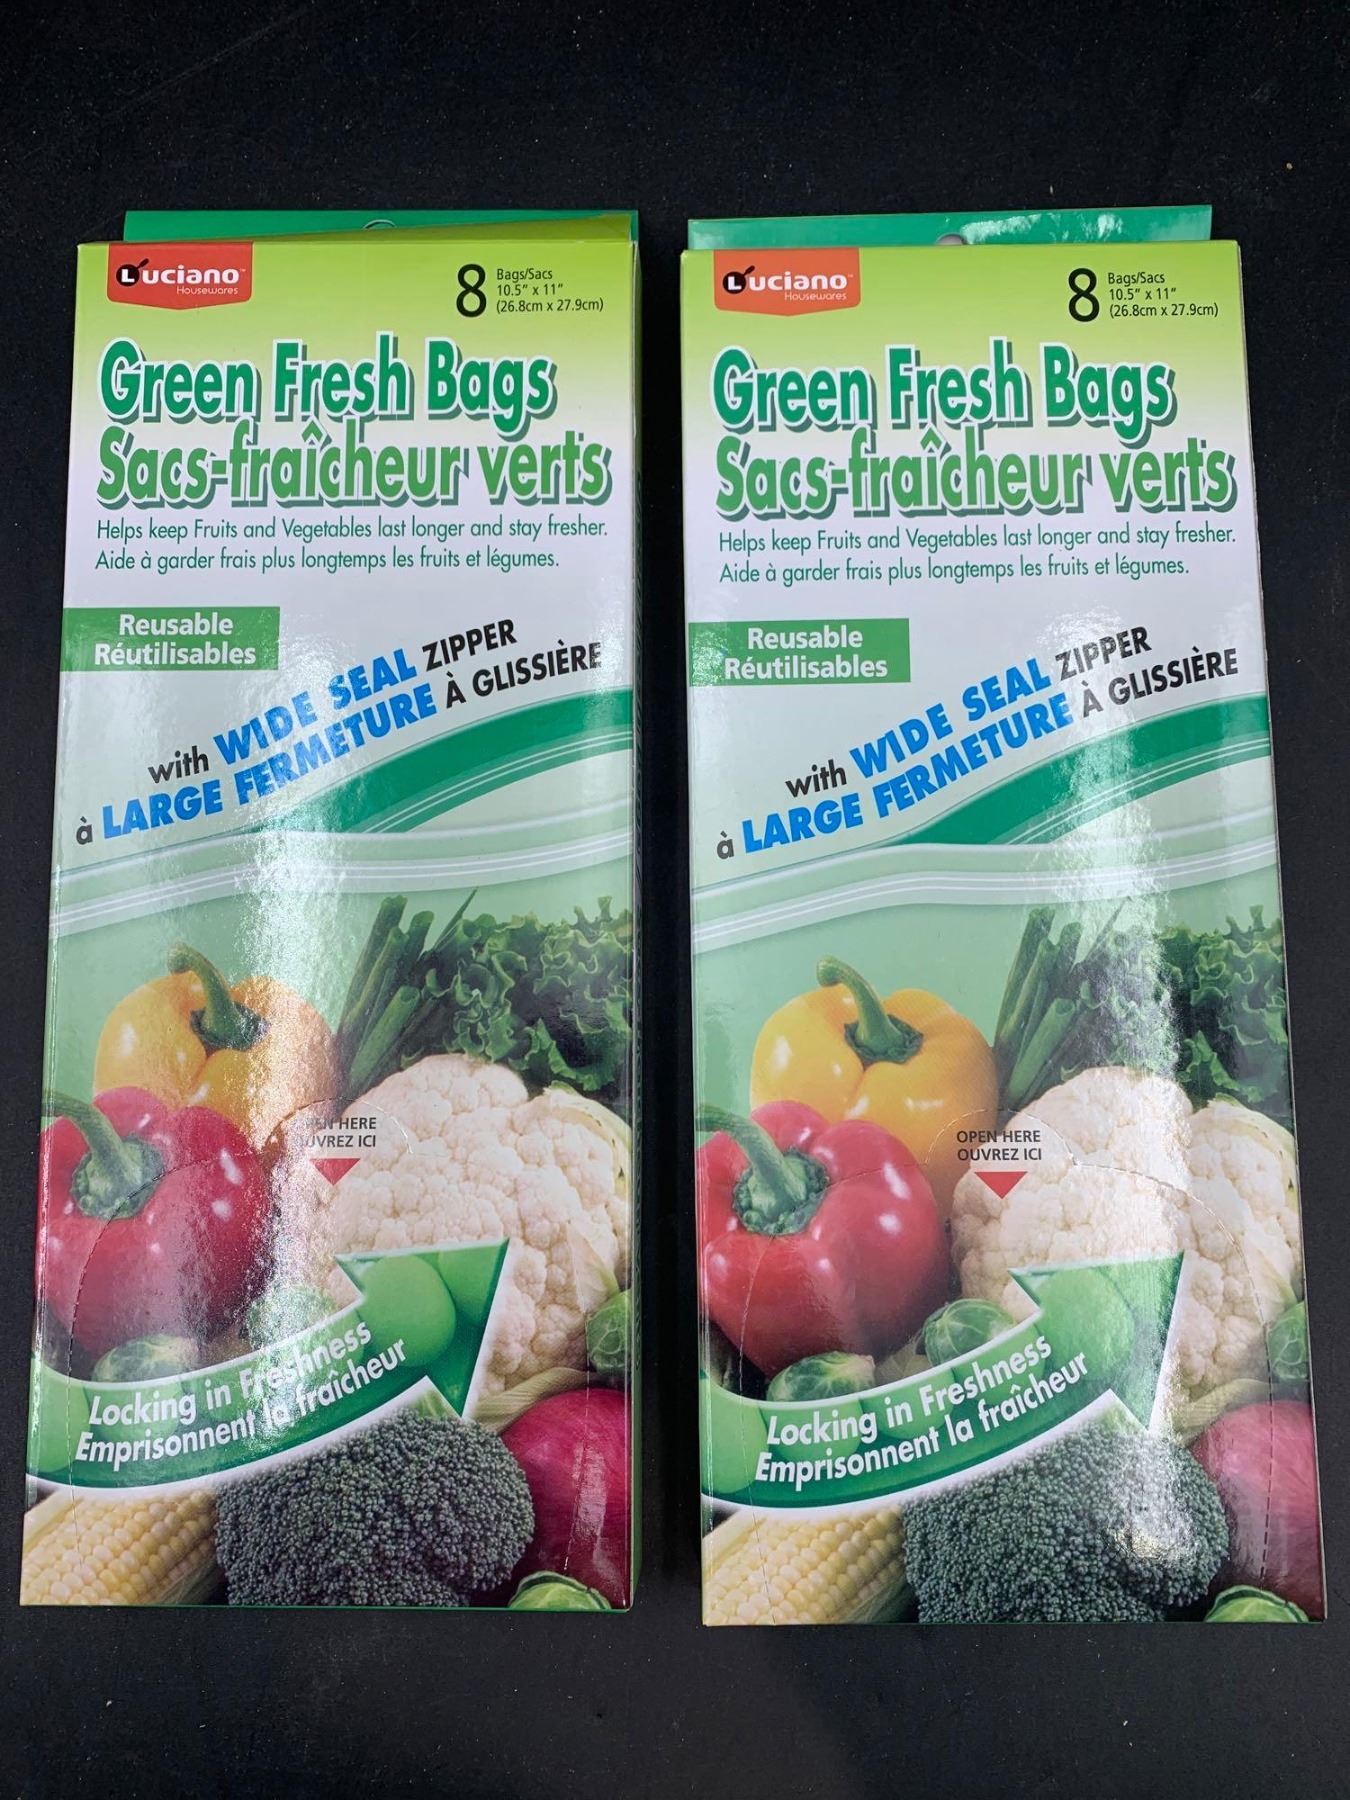 Luciano™
Housewares
8 Bags/Sacs
10.5" x 11"
(26.8cm x 27.9cm)
Green Fresh Bags
Sacs-fraîcheur verts
Helps keep Fruits and Vegetables last longer and stay fresher.
Aide à garder frais plus longtemps les fruits et légumes.
Reusable
Réutilisables
with WIDE SEAL ZIPPER
à LARGE FERMETURE À GLISSIÈRE
OPEN HERE
OUVREZ ICI
Locking in Freshness
Emprisonnent la fraîcheur
Luciano™
Housewares
8 Bags/Sacs
10.5" x 11"
(26.8cm x 27.9cm)
Green Fresh Bags
Sacs-fraîcheur verts
Helps keep Fruits and Vegetables last longer and stay fresher.
Aide à garder frais plus longtemps les fruits et légumes.
Reusable
Réutilisables
with WIDE SEAL ZIPPER
à LARGE FERMETURE À GLISSIÈRE
OPEN HERE
OUVREZ ICI
Locking in Freshness
Emprisonnent la fraîcheur